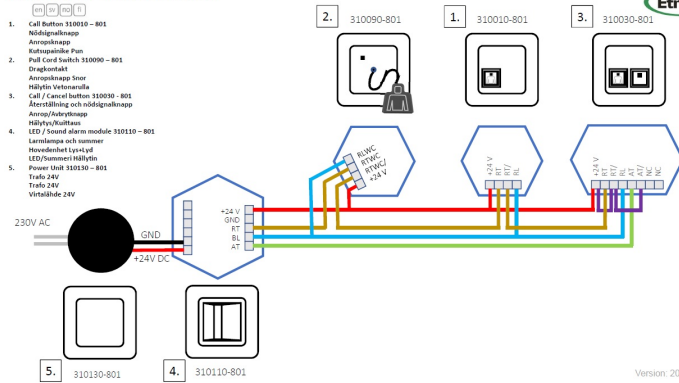 en sv no fi
1. Call Button 310010 – 801
Nödsignalknapp
Anropsknapp
Kutsupainike Pun
2. Pull Cord Switch 310090 – 801
Dragkontakt
Anropsknapp Snor
Hälytin Vetonarulla
3. Call / Cancel button 310030 - 801
Återställning och nödsignalknapp
Anrop/Avbrytknapp
Hälytys/Kuittaus
4. LED / Sound alarm module 310110 – 801
Larmlampa och summer
Hovedenhet Lys+Lyd
LED/Summeri Hällytin
5. Power Unit 310130 – 801
Trafo 24V
Trafo 24V
Virtalähde 24V
2. 310090-801
1. 310010-801
3. 310030-801
RLWC
RTWC
RTWC/
+24 V
+24 V
RT
RT/
RL
+24 V
RT
RT/
RL
AT
AT/
NC
NC
+24 V
GND
RT
BL
AT
230V AC
GND
+24V DC
5. 310130-801
4. 310110-801
Version: 20